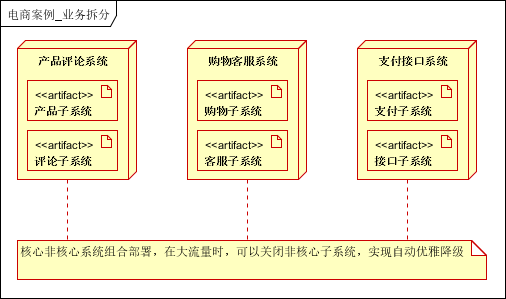 电商案例_业务拆分
产品评论系统
<<artifact>>
产品子系统
<<artifact>>
评论子系统
购物客服系统
<<artifact>>
购物子系统
<<artifact>>
客服子系统
支付接口系统
<<artifact>>
支付子系统
<<artifact>>
接口子系统
核心非核心系统组合部署，在大流量时，可以关闭非核心子系统，实现自动优雅降级